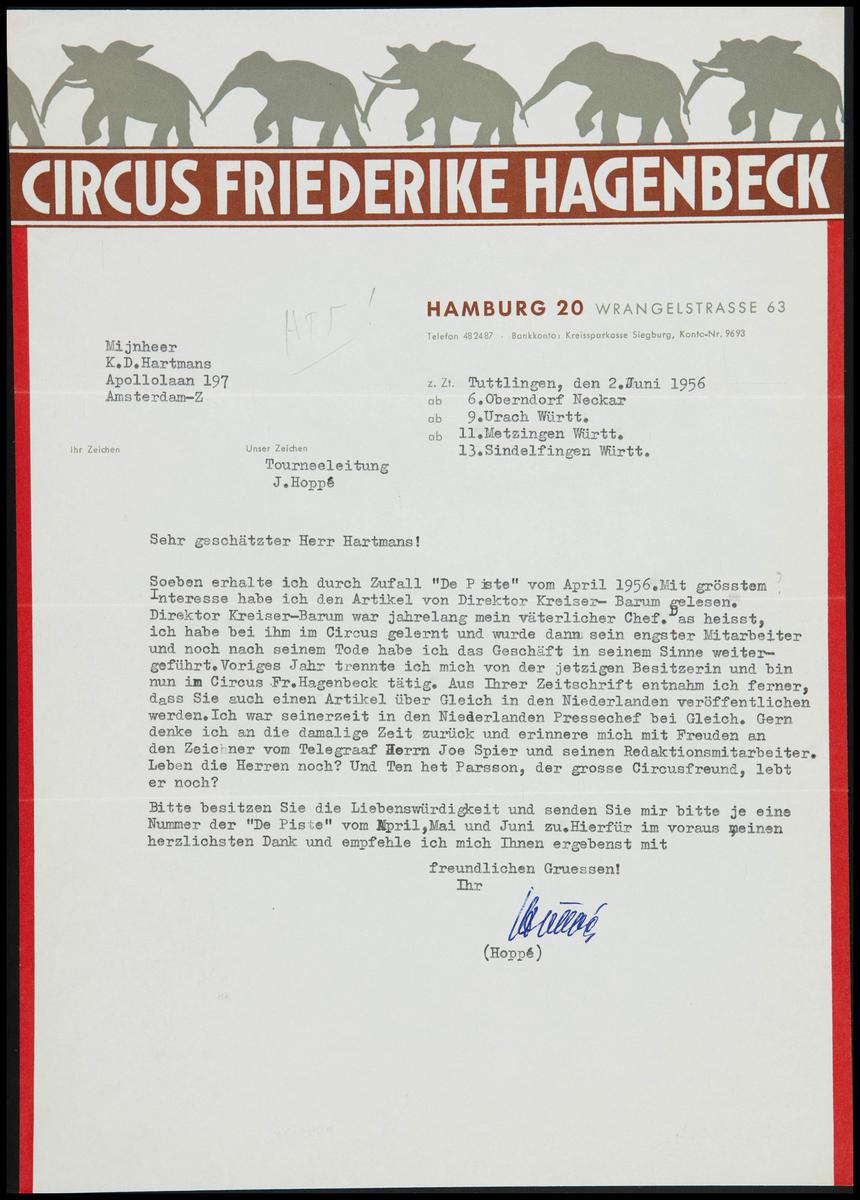 CIRCUS FRIEDERIKE HAGENBECK
HAMBURG 20 WRANGELSTRASSE 63
Telefon 482487 · Bankkonto: Kreissparkasse Siegburg, Konto-Nr. 9693
Mijnheer
K.D.Hartmans
Apollolaan 197
Amsterdam-Z
z. Zt. Tuttlingen, den 2.Juni 1956
ab 6.Oberndorf Neckar
ab 9.Urach Württ.
ab 11.Metzingen Württ.
13.Sindelfingen Württ.
Ihr Zeichen
Unser Zeichen
Tourneeleitung
J.Hoppé
Sehr geschätzter Herr Hartmans!
Soeben erhalte ich durch Zufall "De Piste" vom April 1956.Mit grösstem
Interesse habe ich den Artikel von Direktor Kreiser- Barum gelesen.
Direktor Kreiser-Barum war jahrelang mein väterlicher Chef. Das heisst,
ich habe bei ihm im Circus gelernt und wurde dann sein engster Mitarbeiter
und noch nach seinem Tode habe ich das Geschäft in seinem Sinne weiter-
geführt.Voriges Jahr trennte ich mich von der jetzigen Besitzerin und bin
nun im Circus Fr.Hagenbeck tätig. Aus Ihrer Zeitschrift entnahm ich ferner,
dass Sie auch einen Artikel über Gleich in den Niederlanden veröffentlichen
werden.Ich war seinerzeit in den Niederlanden Pressechef bei Gleich. Gern
denke ich an die damalige Zeit zurück und erinnere mich mit Freuden an
den Zeichner vom Telegraaf Herrn Joe Spier und seinen Redaktionsmitarbeiter.
Leben die Herren noch? Und Ten het Parsson, der grosse Circusfreund, lebt
er noch?
Bitte besitzen Sie die Liebenswürdigkeit und senden Sie mir bitte je eine
Nummer der "De Piste" vom April,Mai und Juni zu.Hierfür im voraus meinen
herzlichsten Dank und empfehle ich mich Ihnen ergebenst mit
freundlichen Gruessen!
Ihr
(Hoppé)